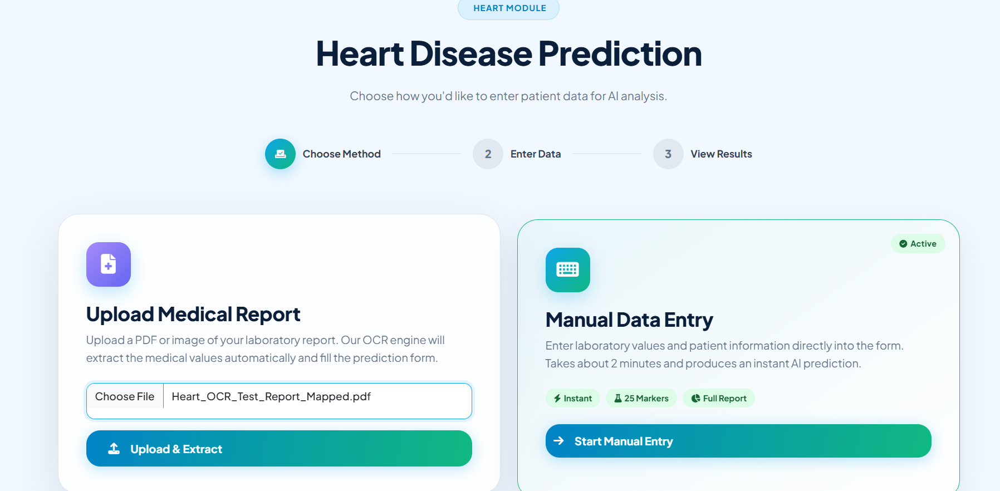 HEART MODULE
Heart Disease Prediction
Choose how you'd like to enter patient data for AI analysis.
Choose Method
2 Enter Data
3 View Results
Upload Medical Report
Upload a PDF or image of your laboratory report. Our OCR engine will
extract the medical values automatically and fill the prediction form.
Choose File Heart_OCR_Test_Report_Mapped.pdf
Upload & Extract
Active
Manual Data Entry
Enter laboratory values and patient information directly into the form.
Takes about 2 minutes and produces an instant AI prediction.
Instant 25 Markers Full Report
Start Manual Entry